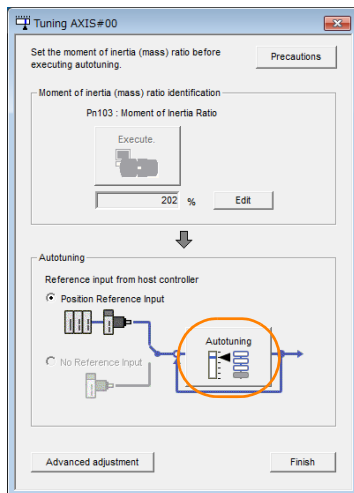 Tuning AXIS#00
Set the moment of inertia (mass) ratio before
executing autotuning.
Precautions
Moment of inertia (mass) ratio identification
Pn103 : Moment of Inertia Ratio
Execute.
202 % Edit
Autotuning
Reference input from host controller
Position Reference Input
Autotuning
No Reference Input
Advanced adjustment
Finish